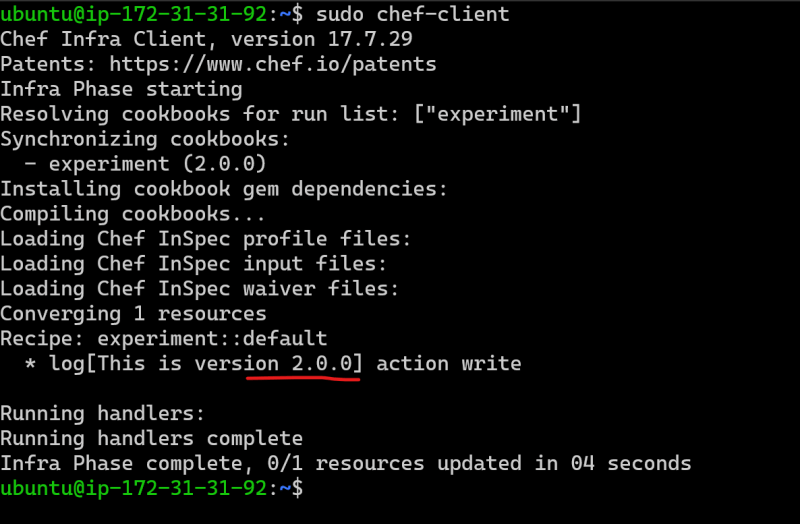 ubuntu@ip-172-31-31-92:~$ sudo chef-client
Chef Infra Client, version 17.7.29
Patents: https://www.chef.io/patents
Infra Phase starting
Resolving cookbooks for run list: ["experiment"]
Synchronizing cookbooks:
  - experiment (2.0.0)
Installing cookbook gem dependencies:
Compiling cookbooks...
Loading Chef InSpec profile files:
Loading Chef InSpec input files:
Loading Chef InSpec waiver files:
Converging 1 resources
Recipe: experiment::default
  * log[This is version 2.0.0] action write

Running handlers:
Running handlers complete
Infra Phase complete, 0/1 resources updated in 04 seconds
ubuntu@ip-172-31-31-92:~$